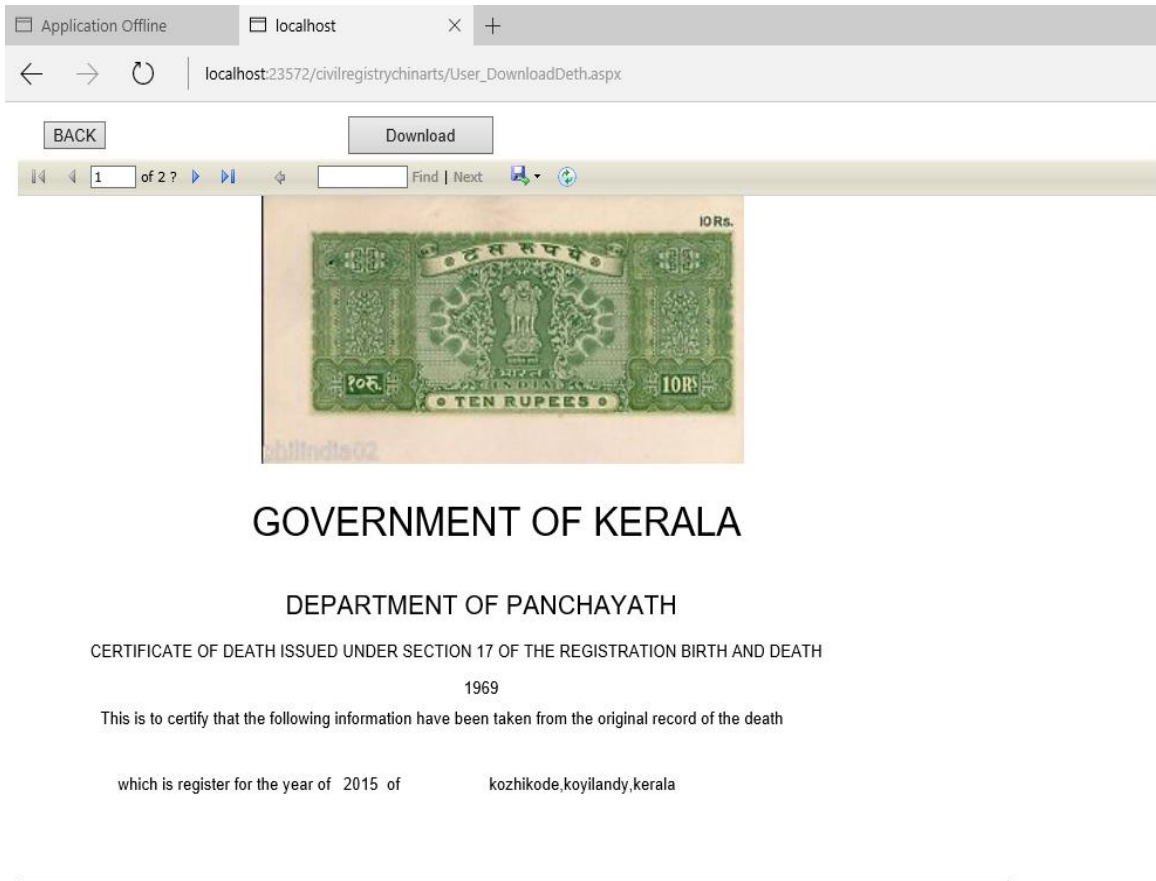 Application Offline
localhost
localhost:23572/civilregistrychinarts/User_DownloadDeth.aspx
BACK
Download
1 of 2 ? Find | Next
10 Rs.
१०रु.
भारत
INDIA
10RS
TEN RUPEES
philindia02
GOVERNMENT OF KERALA
DEPARTMENT OF PANCHAYATH
CERTIFICATE OF DEATH ISSUED UNDER SECTION 17 OF THE REGISTRATION BIRTH AND DEATH
1969
This is to certify that the following information have been taken from the original record of the death
which is register for the year of 2015 of kozhikode,koyilandy,kerala